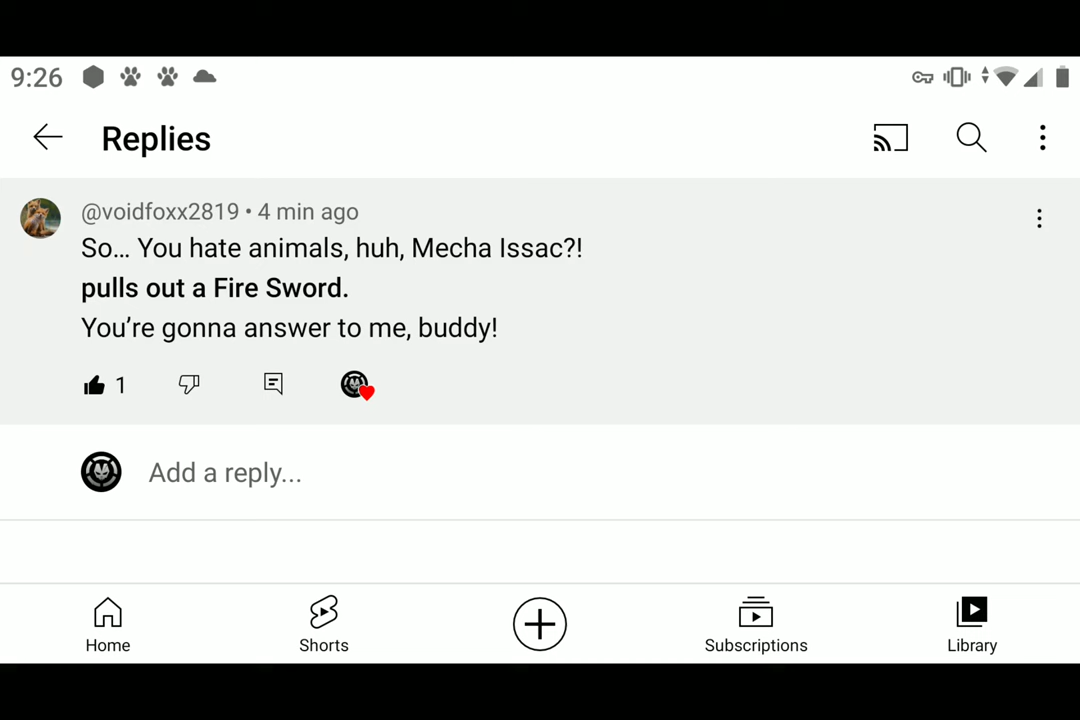 9:26
Replies
@voidfoxx2819 • 4 min ago
So... You hate animals, huh, Mecha Issac?!
pulls out a Fire Sword.
You’re gonna answer to me, buddy!
1
Add a reply...
Home
Shorts
Subscriptions
Library